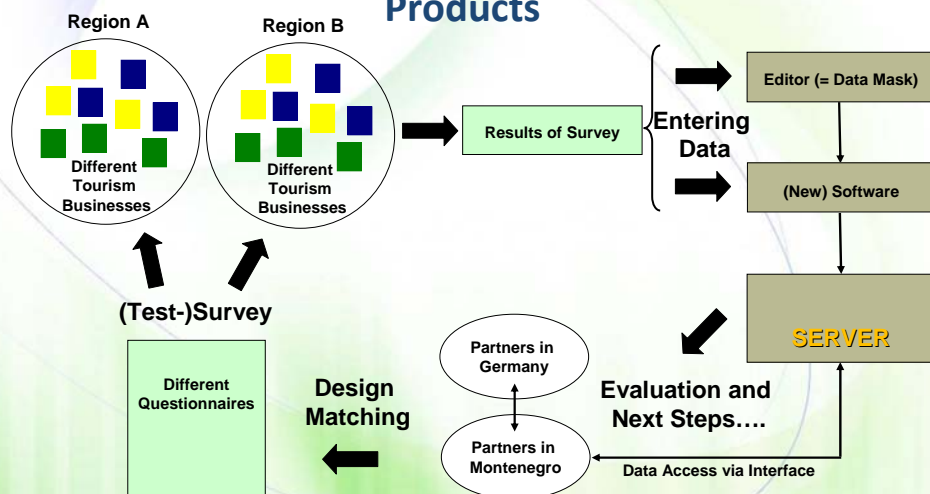 Products
Region A
Region B
Different
Tourism
Businesses
Different
Tourism
Businesses
Results of Survey
Entering
Data
Editor (= Data Mask)
(New) Software
SERVER
(Test-)Survey
Different
Questionnaires
Design
Matching
Partners in
Germany
Partners in
Montenegro
Evaluation and
Next Steps….
Data Access via Interface